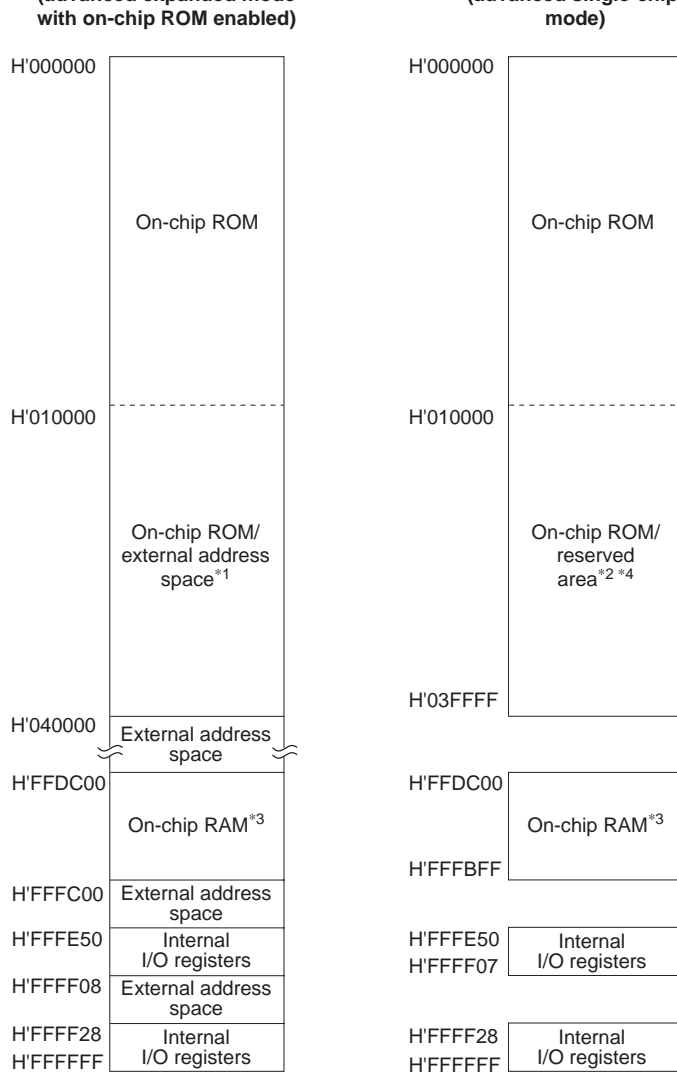 (advanced expanded mode
with on-chip ROM enabled)
H'000000
On-chip ROM
H'010000
On-chip ROM/
external address
space*1
H'040000
External address
space
H'FFDC00
On-chip RAM*3
H'FFFC00
External address
space
H'FFFE50
Internal
I/O registers
H'FFFF08
External address
space
H'FFFF28
Internal
I/O registers
H'FFFFFF
(advanced single-chip
mode)
H'000000
On-chip ROM
H'010000
On-chip ROM/
reserved
area*2 *4
H'03FFFF
H'FFDC00
On-chip RAM*3
H'FFFBFF
H'FFFE50
Internal
I/O registers
H'FFFF07
H'FFFF28
Internal
I/O registers
H'FFFFFF